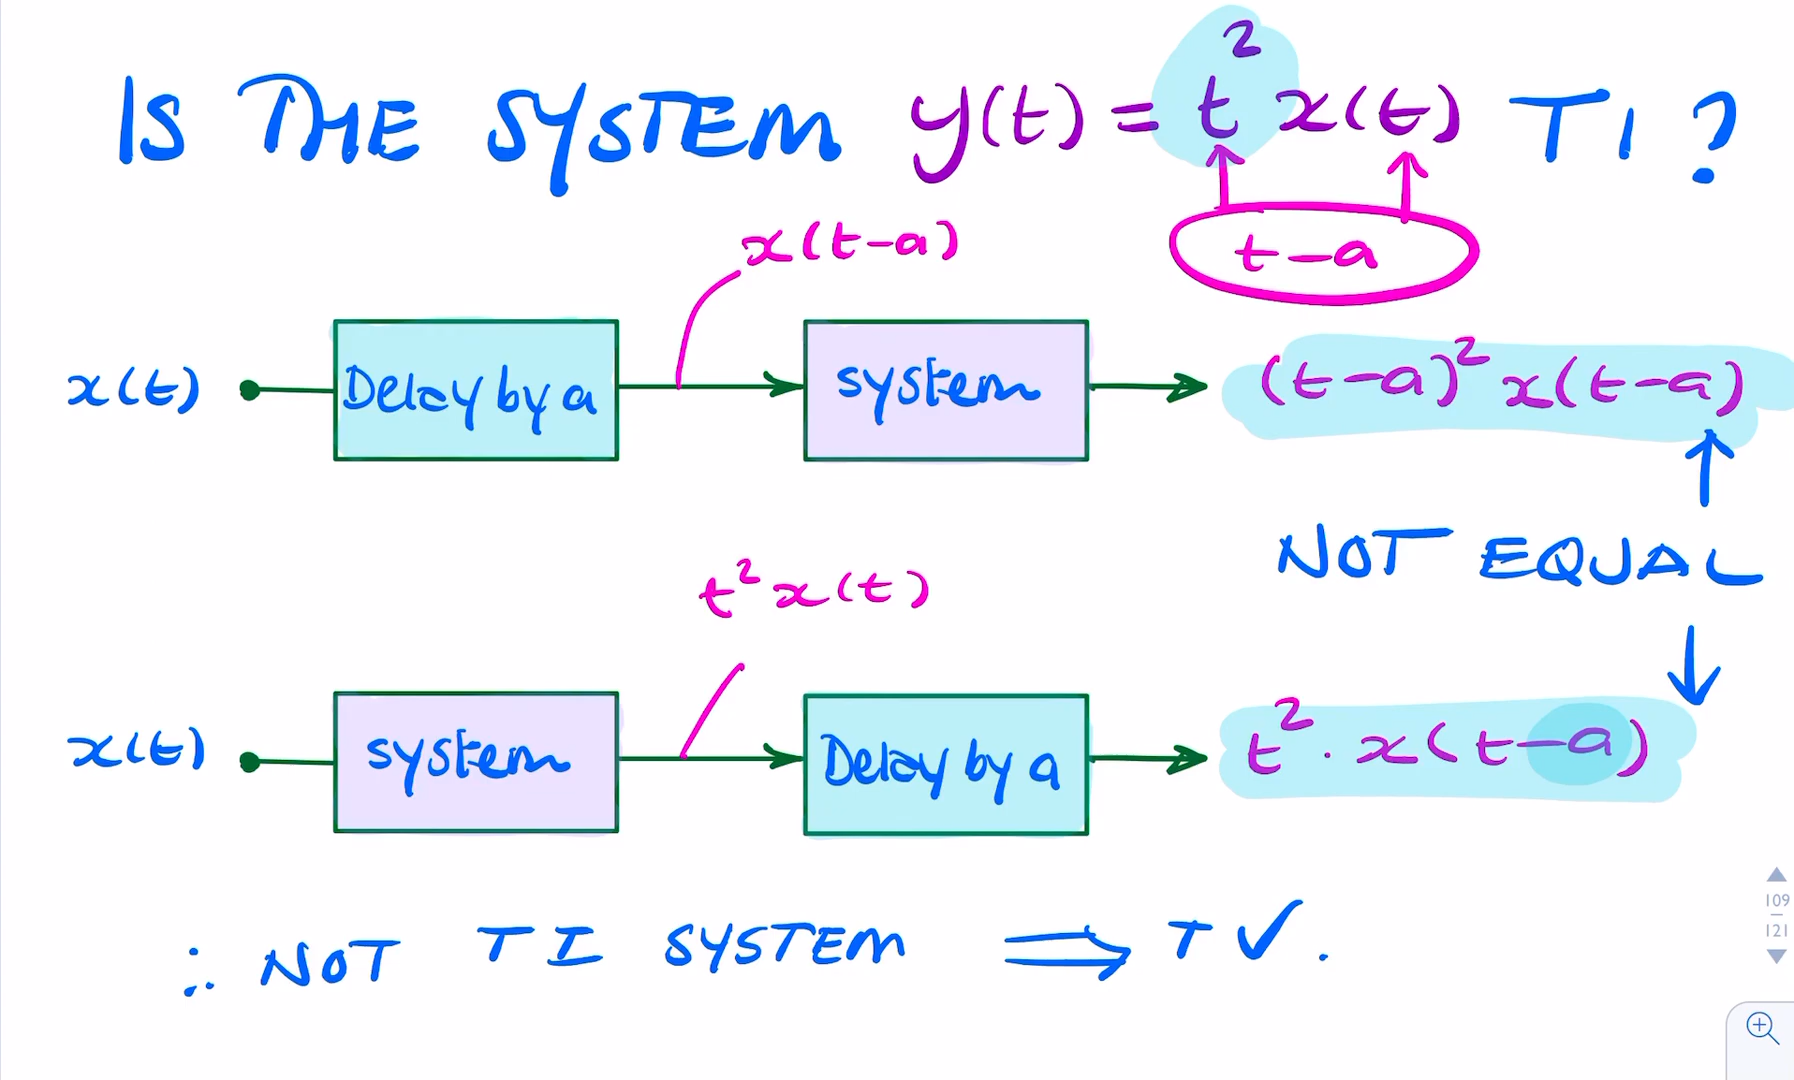 IS THE SYSTEM y(t) = t² x(t) TI ?
x(t-a)
t-a
x(t) Delay by a system (t-a)² x(t-a)
NOT EQUAL
t² x(t)
x(t) system Delay by a t² · x(t-a)
∴ NOT TI SYSTEM ⇒ TV.
109
121